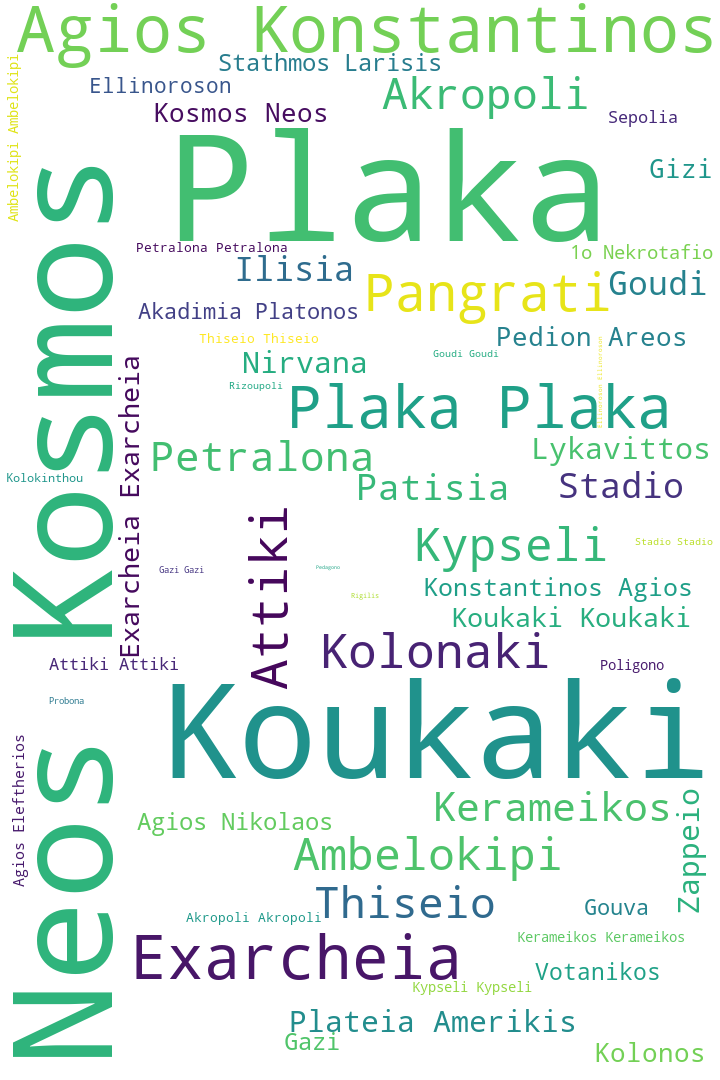 Agios Konstantinos
Stathmos Larisis
Ambelokipi Ambelokipi
Ellinoroson
Akropoli
Kosmos Neos
Sepolia
Plaka
Gizi
Neos Kosmos
Petralona Petralona
1o Nekrotafio
Ilisia
Pangrati
Goudi
Akadimia Platonos
Thiseio Thiseio
Pedion Areos
Nirvana
Goudi Goudi
Ellinoroson Ellinoroson
Rizoupoli
Exarcheia Exarcheia
Plaka Plaka
Petralona
Lykavittos
Kolokinthou
Patisia
Stadio
Attiki
Kypseli
Stadio Stadio
Gazi Gazi
Pedagono
Konstantinos Agios
Rigilis
Koukaki Koukaki
Attiki Attiki
Kolonaki
Poligono
Probona
Koukaki
Agios Eleftherios
Kerameikos
Zappeio
Agios Nikolaos
Ambelokipi
Thiseio
Gouva
Akropoli Akropoli
Exarcheia
Kerameikos Kerameikos
Votanikos
Kypseli Kypseli
Plateia Amerikis
Gazi
Kolonos